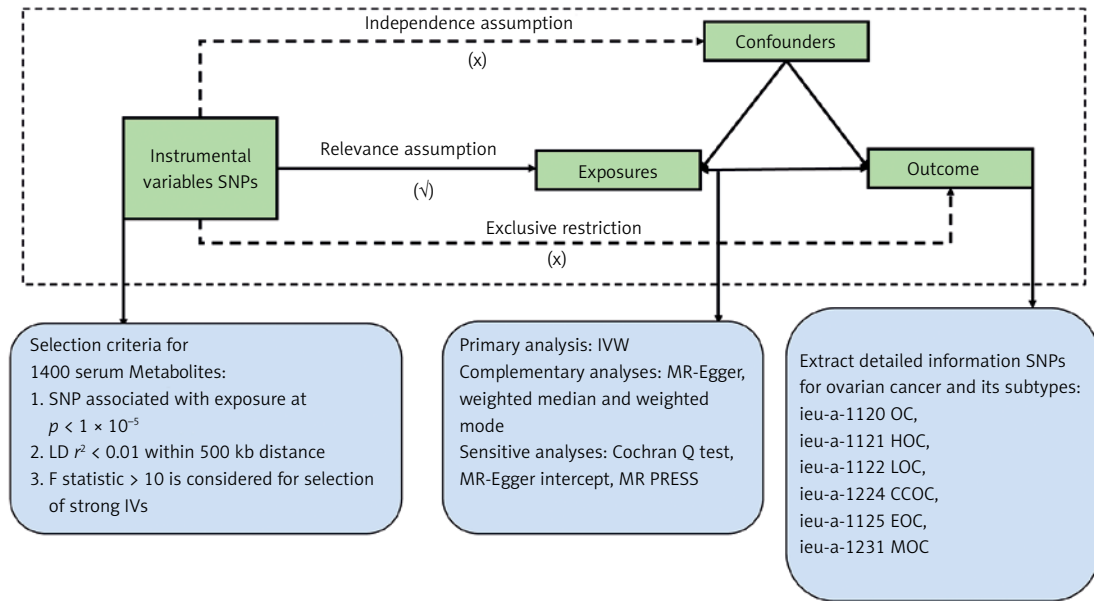 Independence assumption
(x)
Confounders
Instrumental
variables SNPs
Relevance assumption
(√)
Exposures
Outcome
Exclusive restriction
(x)
Selection criteria for
1400 serum Metabolites:
1. SNP associated with exposure at
p < 1 × 10⁻⁵
2. LD r² < 0.01 within 500 kb distance
3. F statistic > 10 is considered for selection
of strong IVs
Primary analysis: IVW
Complementary analyses: MR-Egger,
weighted median and weighted
mode
Sensitive analyses: Cochran Q test,
MR-Egger intercept, MR PRESS
Extract detailed information SNPs
for ovarian cancer and its subtypes:
ieu-a-1120 OC,
ieu-a-1121 HOC,
ieu-a-1122 LOC,
ieu-a-1224 CCOC,
ieu-a-1125 EOC,
ieu-a-1231 MOC